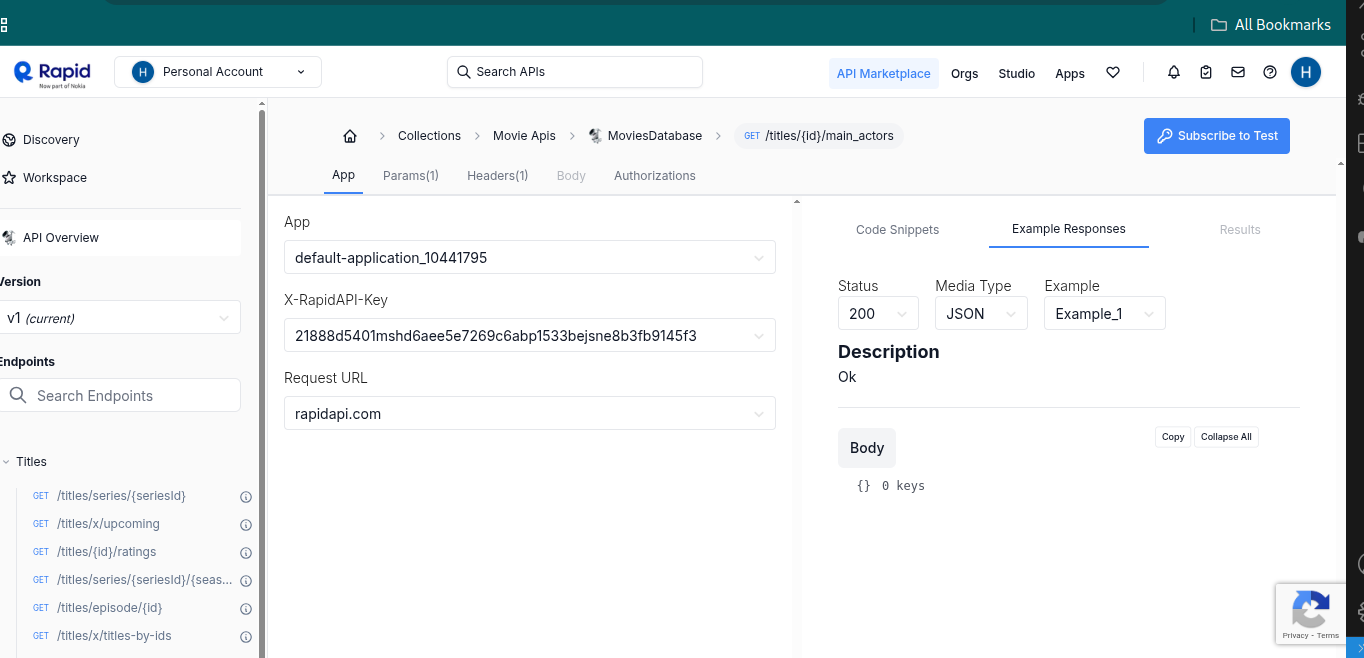 All Bookmarks
Rapid
Now part of Nokia
H
Personal Account
Search APIs
API Marketplace
Orgs
Studio
Apps
H
Discovery
Workspace
API Overview
Version
v1 (current)
Endpoints
Search Endpoints
Titles
GET /titles/series/{seriesId}
GET /titles/x/upcoming
GET /titles/{id}/ratings
GET /titles/series/{seriesId}/{seas...
GET /titles/episode/{id}
GET /titles/x/titles-by-ids
Collections
Movie Apis
MoviesDatabase
GET /titles/{id}/main_actors
Subscribe to Test
App
Params(1)
Headers(1)
Body
Authorizations
App
default-application_10441795
X-RapidAPI-Key
21888d5401mshd6aee5e7269c6abp1533bejsne8b3fb9145f3
Request URL
rapidapi.com
Code Snippets
Example Responses
Results
Status
Media Type
Example
200
JSON
Example_1
Description
Ok
Body
Copy
Collapse All
{} 0 keys
Privacy - Terms